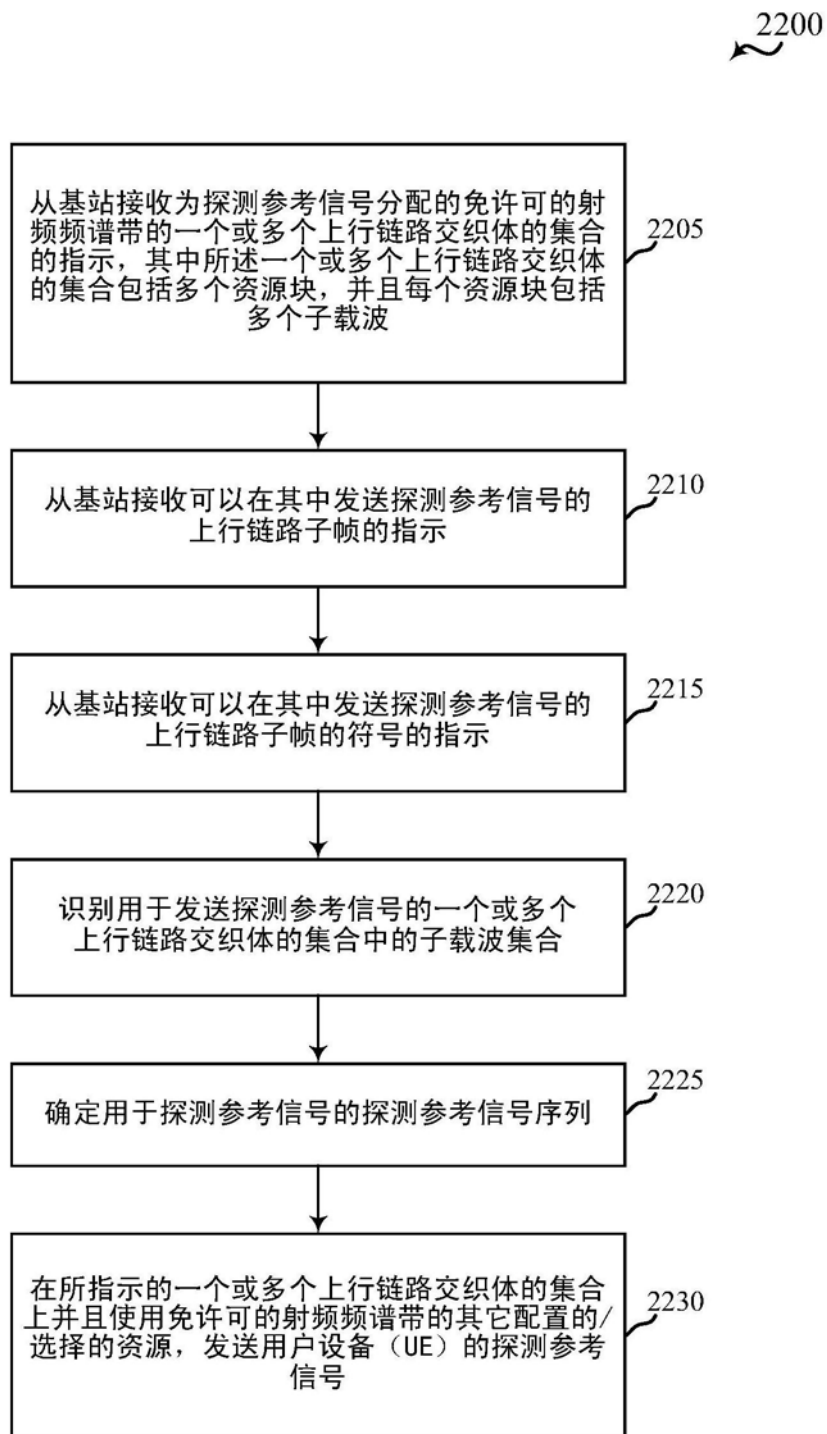 2200
从基站接收为探测参考信号分配的免许可的射
频频谱带的一个或多个上行链路交织体的集合
的指示，其中所述一个或多个上行链路交织体
的集合包括多个资源块，并且每个资源块包括
多个子载波
2205
从基站接收可以在其中发送探测参考信号的
上行链路子帧的指示
2210
从基站接收可以在其中发送探测参考信号的
上行链路子帧的符号的指示
2215
识别用于发送探测参考信号的一个或多个
上行链路交织体的集合中的子载波集合
2220
确定用于探测参考信号的探测参考信号序列
2225
在所指示的一个或多个上行链路交织体的集合
上并且使用免许可的射频频谱带的其它配置的/
选择的资源，发送用户设备（UE）的探测参考
信号
2230